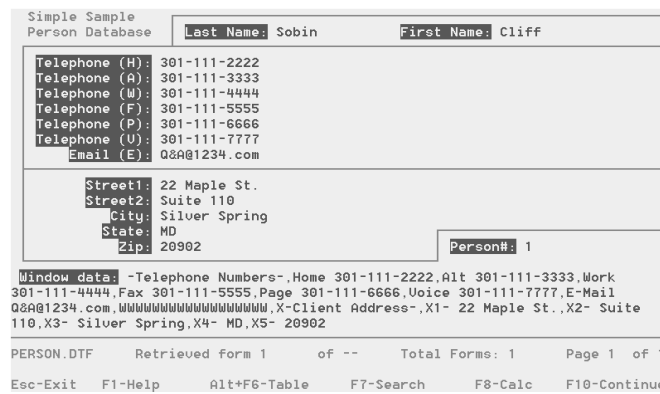 Simple Sample
Person Database
Last Name: Sobin First Name: Cliff
Telephone (H): 301-111-2222
Telephone (A): 301-111-3333
Telephone (W): 301-111-4444
Telephone (F): 301-111-5555
Telephone (P): 301-111-6666
Telephone (V): 301-111-7777
Email (E): Q&A@1234.com
Street1: 22 Maple St.
Street2: Suite 110
City: Silver Spring
State: MD
Zip: 20902
Person#: 1
Window data: -Telephone Numbers-,Home 301-111-2222,Alt 301-111-3333,Work
301-111-4444,Fax 301-111-5555,Page 301-111-6666,Voice 301-111-7777,E-Mail
Q&A@1234.com,WWWWWWWWWWWWWWWWWW,X-Client Address-,X1- 22 Maple St.,X2- Suite
110,X3- Silver Spring,X4- MD,X5- 20902
PERSON.DTF Retrieved form 1 of -- Total Forms: 1 Page 1 of 1
Esc-Exit F1-Help Alt+F6-Table F7-Search F8-Calc F10-Continue